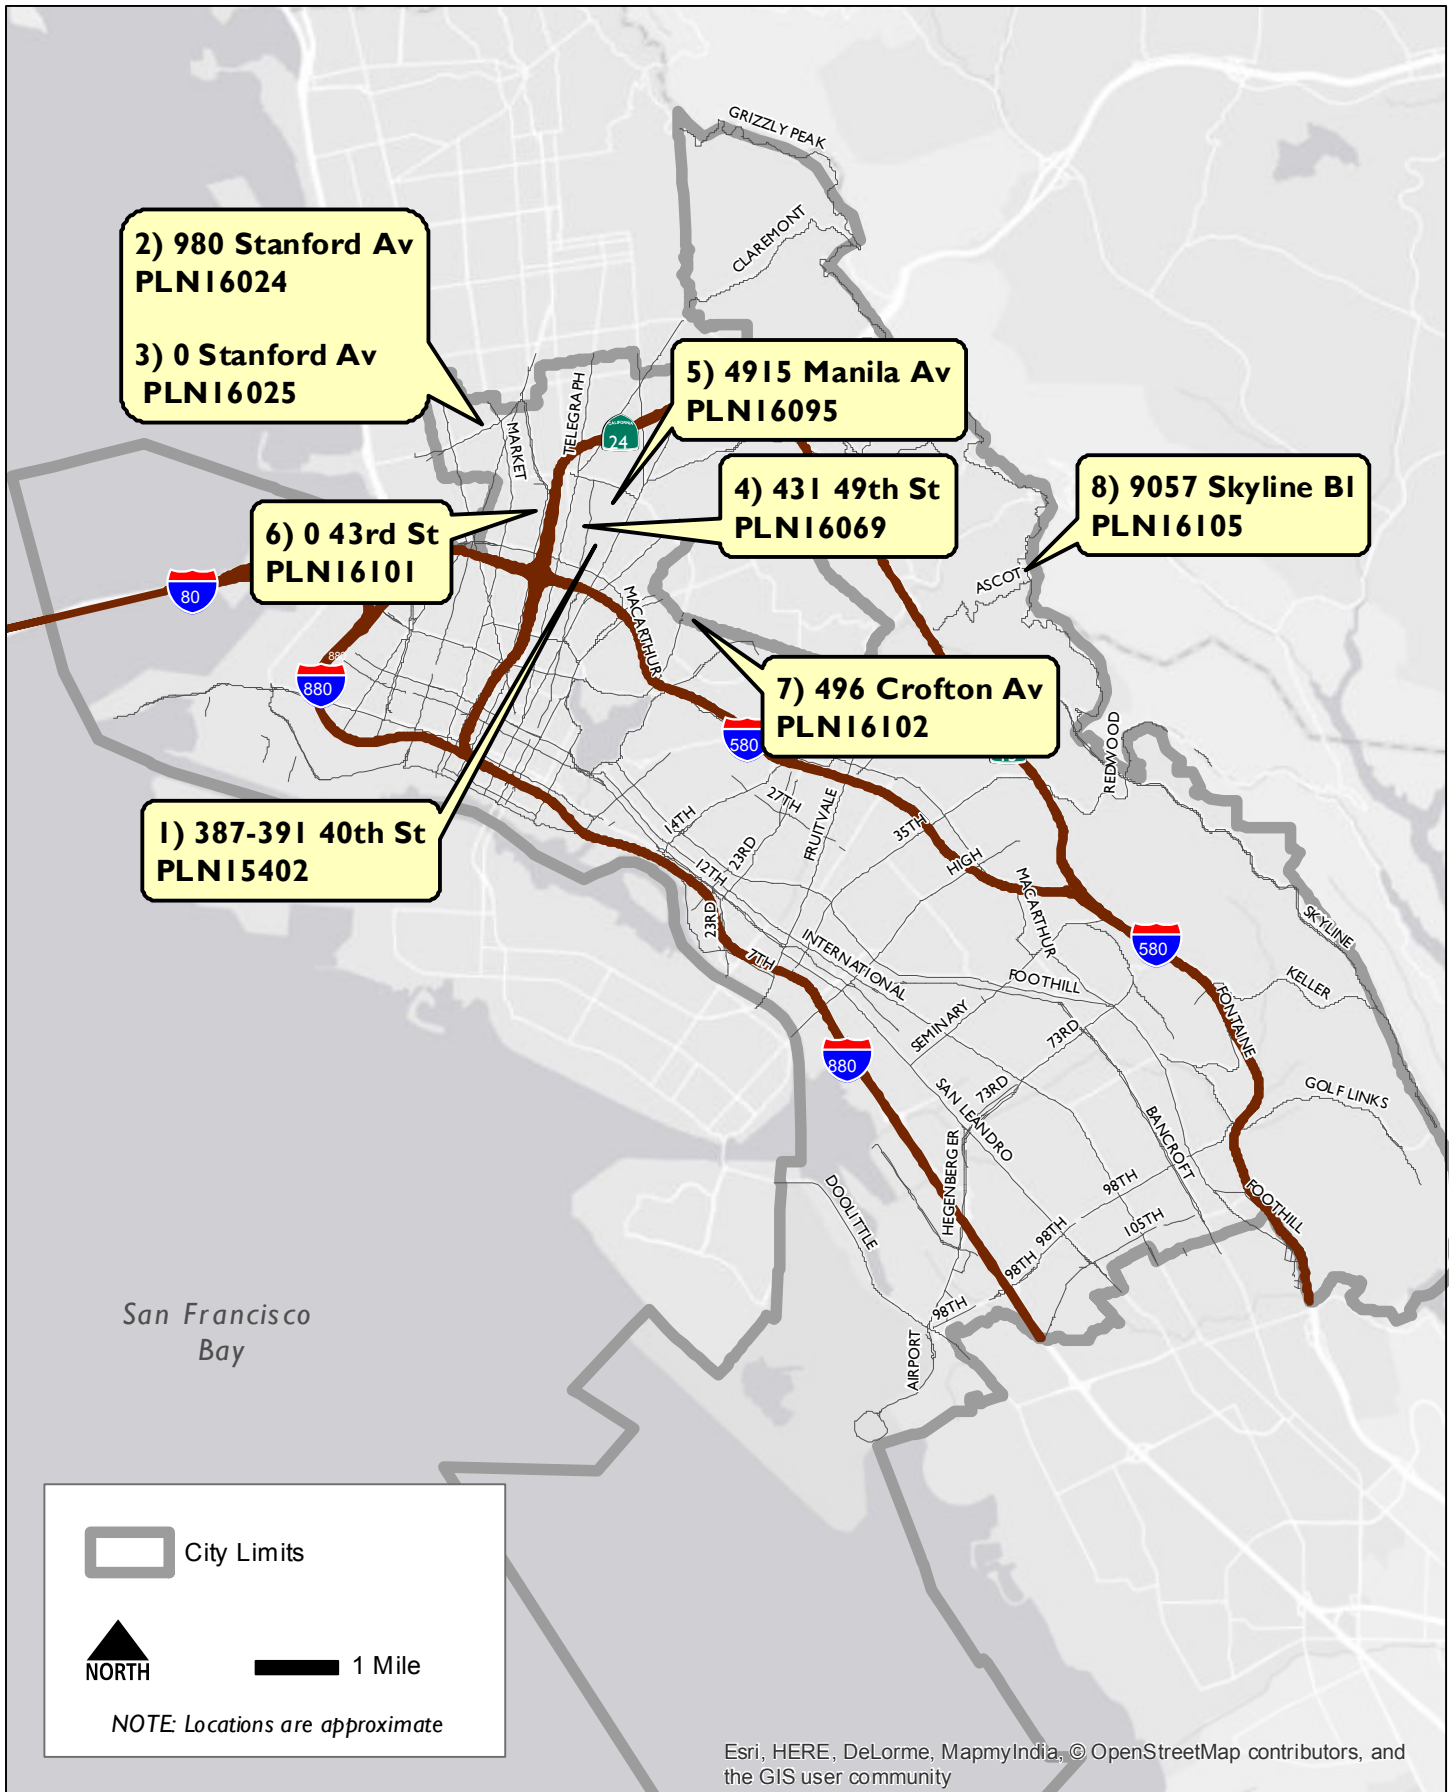 GRIZZLY PEAK
CLAREMONT
2) 980 Stanford Av
PLN16024
3) 0 Stanford Av
PLN16025
5) 4915 Manila Av
PLN16095
TELEGRAPH
MARKET
CALIFORNIA
24
4) 431 49th St
PLN16069
8) 9057 Skyline Bl
PLN16105
6) 0 43rd St
PLN16101
ASCOT
80
MACARTHUR
880
880
7) 496 Crofton Av
PLN16102
580
REDWOOD
1) 387-391 40th St
PLN15402
14TH
27TH
FRUITVALE
35TH
23RD
12TH
HIGH
MACARTHUR
23RD
SKYLINE
580
7TH
INTERNATIONAL
FOOTHILL
KELLER
FONTAINE
SEMINARY
73RD
880
73RD
SAN LEANDRO
GOLF LINKS
BANCROFT
HEGENBERGER
98TH
DOOLITTLE
FOOTHILL
105TH
98TH
98TH
98TH
AIRPORT
San Francisco
Bay
City Limits
NORTH
1 Mile
NOTE: Locations are approximate
Esri, HERE, DeLorme, MapmyIndia, © OpenStreetMap contributors, and
the GIS user community